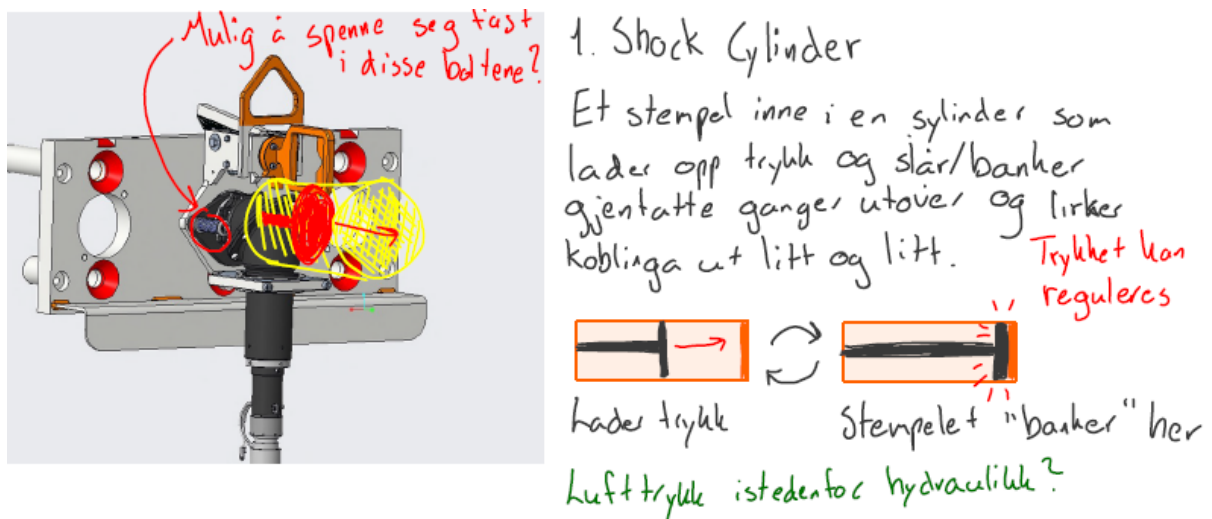 Mulig å spenne seg fast
i disse boltene?
1. Shock Cylinder
Et stempel inne i en sylinder som
lader opp trykk og slår/banker
gjentatte ganger utover og lirker
koblinga ut litt og litt.
Trykket kan
reguleres
Lader trykk
Stempelet "banker" her
Lufttrykk istedenfor hydraulikk?